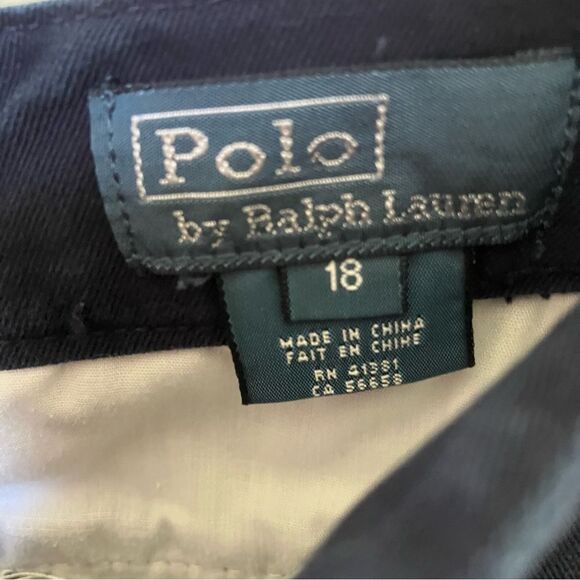 Polo
by Ralph Lauren
18
MADE IN CHINA
FAIT EN CHINE
RN 41381
CA 56658